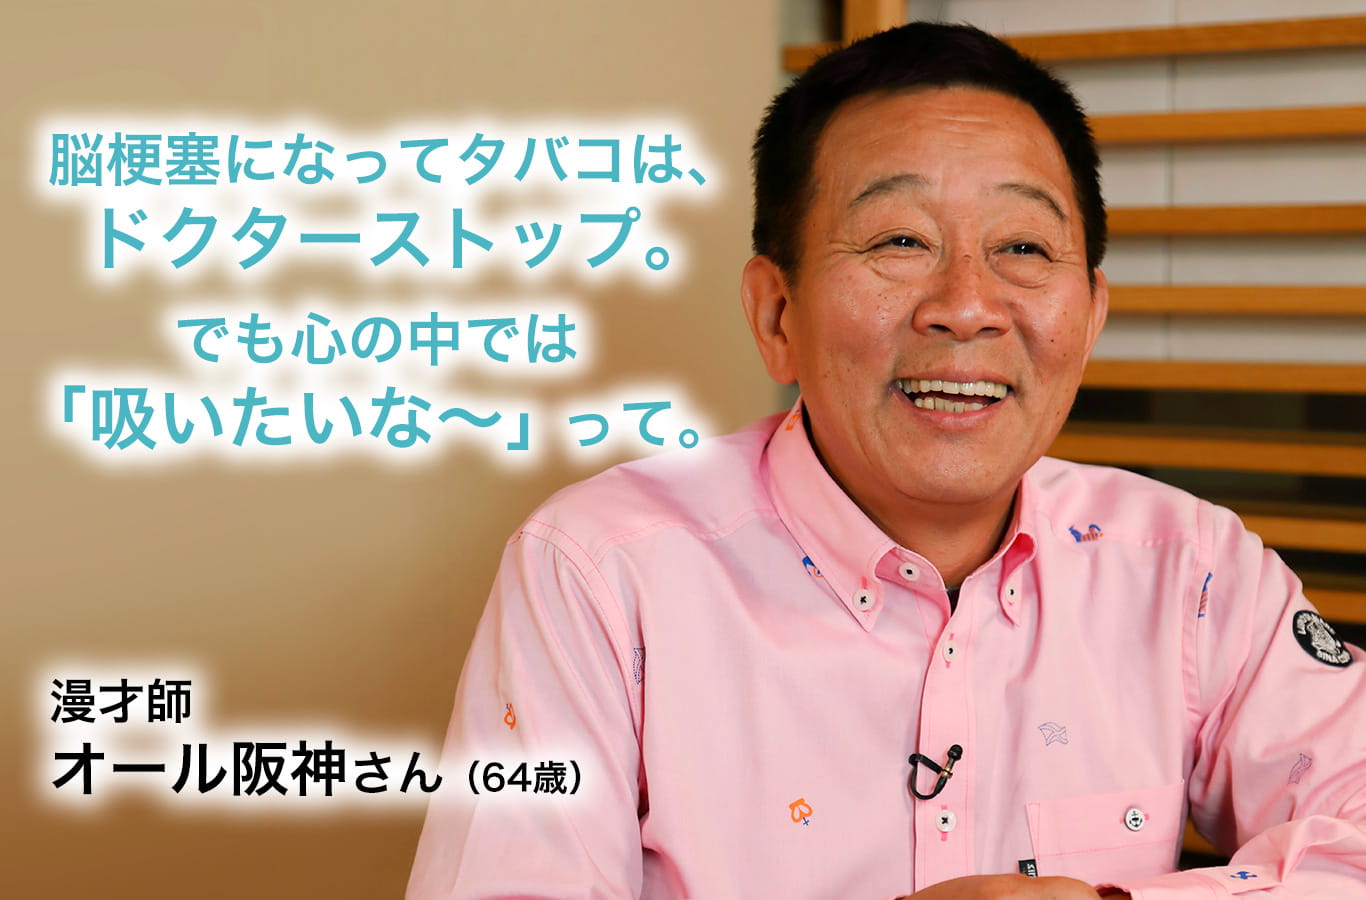 脳梗塞になってタバコは、
ドクターストップ。
でも心の中では
「吸いたいな〜」って。
漫才師
オール阪神さん（64歳）